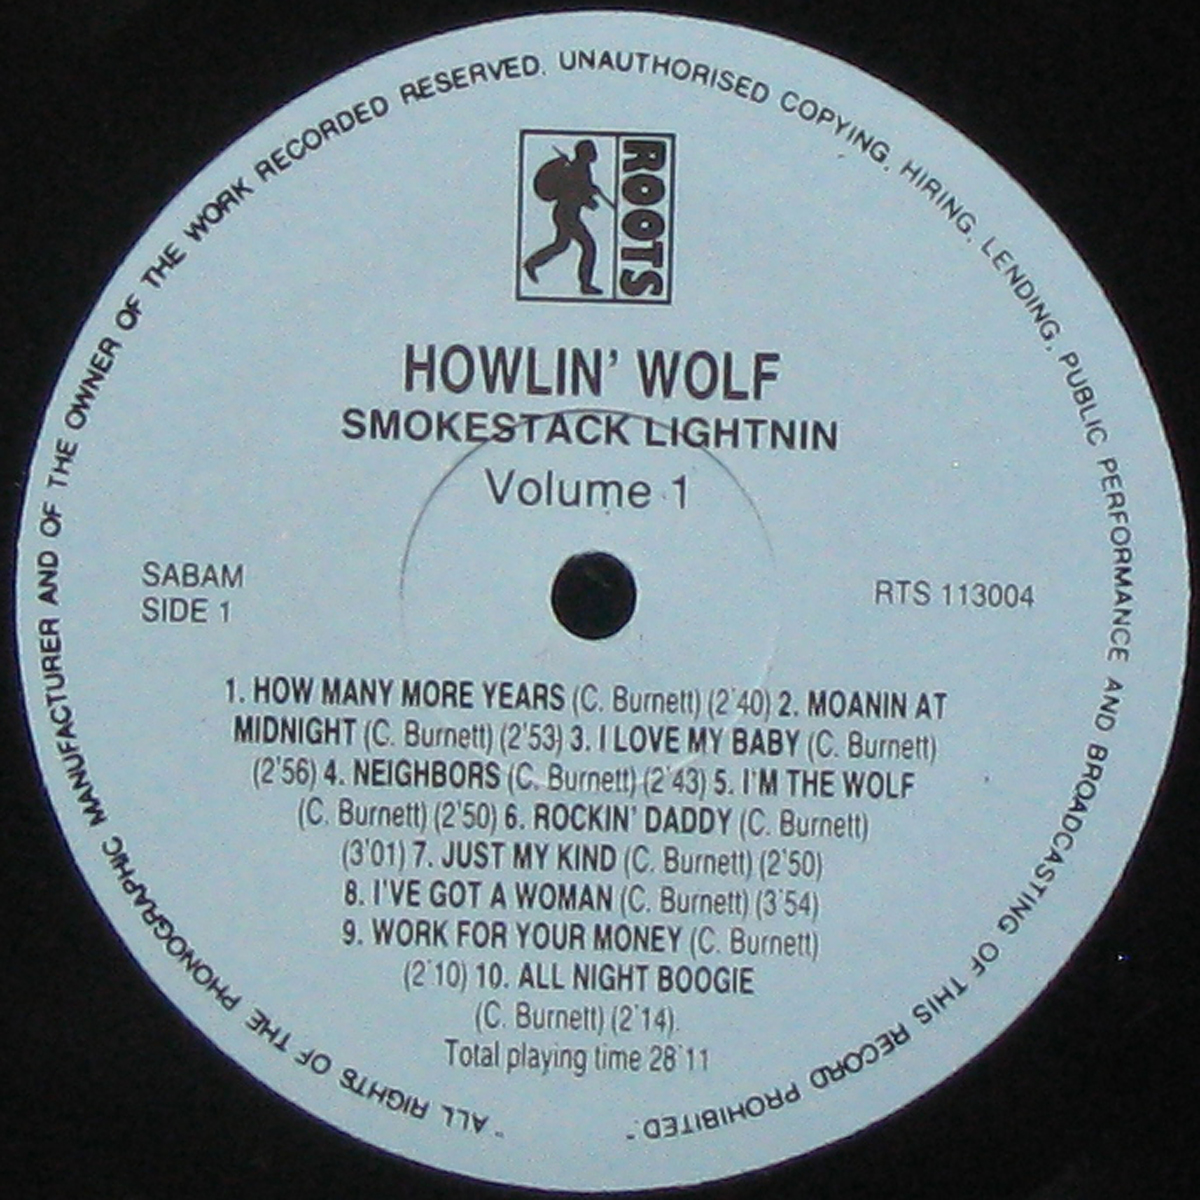 "ALL RIGHTS OF THE PHONOGRAPHIC MANUFACTURER AND OF THE OWNER OF THE WORK RECORDED RESERVED. UNAUTHORISED COPYING, HIRING, LENDING, PUBLIC PERFORMANCE AND BROADCASTING OF THIS RECORD PROHIBITED"
ROOTS
HOWLIN' WOLF
SMOKESTACK LIGHTNIN
Volume 1
SABAM
SIDE 1
RTS 113004
1. HOW MANY MORE YEARS (C. Burnett) (2'40) 2. MOANIN AT
MIDNIGHT (C. Burnett) (2'53) 3. I LOVE MY BABY (C. Burnett)
(2'56) 4. NEIGHBORS (C. Burnett) (2'43) 5. I'M THE WOLF
(C. Burnett) (2'50) 6. ROCKIN' DADDY (C. Burnett)
(3'01) 7. JUST MY KIND (C. Burnett) (2'50)
8. I'VE GOT A WOMAN (C. Burnett) (3'54)
9. WORK FOR YOUR MONEY (C. Burnett)
(2'10) 10. ALL NIGHT BOOGIE
(C. Burnett) (2'14).
Total playing time 28'11